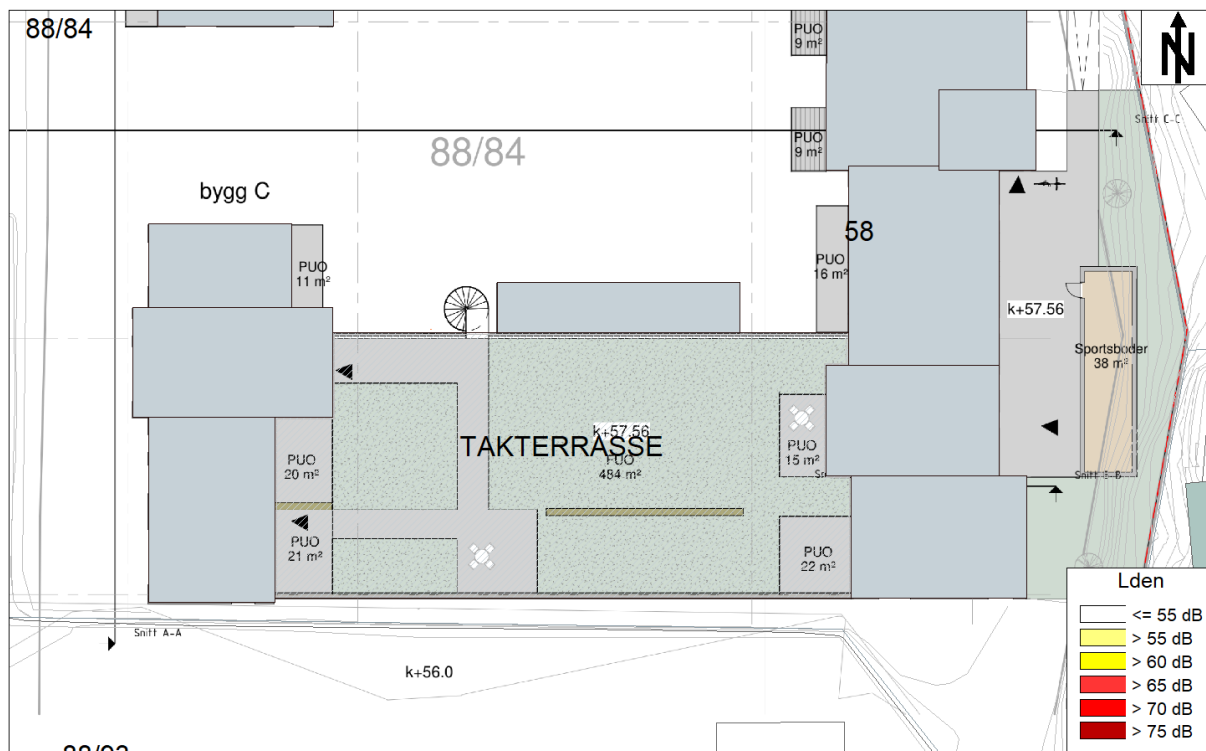 88/84
N
PUO
9 m²
Snitt C-C
PUO
9 m²
88/84
bygg C
58
PUO
11 m²
PUO
16 m²
k+57.56
Sportsboder
38 m²
k+57.56
TAKTERRASSE
PUO
484 m²
PUO
15 m²
PUO
20 m²
Sn
PUO
21 m²
PUO
22 m²
Snitt A-A
k+56.0
Lden
<= 55 dB
> 55 dB
> 60 dB
> 65 dB
> 70 dB
> 75 dB